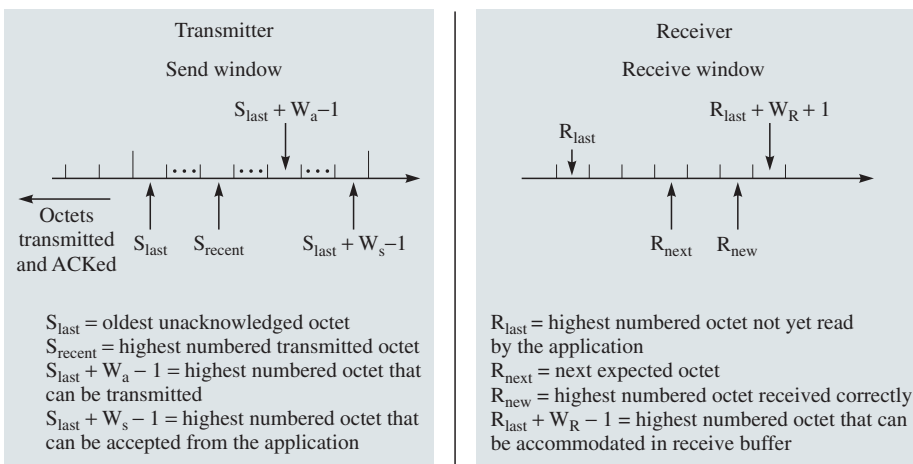 Transmitter
Send window
S_last + W_a−1
...
...
...
Octets
transmitted
and ACKed
S_last
S_recent
S_last + W_s−1
S_last = oldest unacknowledged octet
S_recent = highest numbered transmitted octet
S_last + W_a − 1 = highest numbered octet that
can be transmitted
S_last + W_s − 1 = highest numbered octet that
can be accepted from the application
Receiver
Receive window
R_last
R_last + W_R + 1
R_next
R_new
R_last = highest numbered octet not yet read
by the application
R_next = next expected octet
R_new = highest numbered octet received correctly
R_last + W_R − 1 = highest numbered octet that can
be accommodated in receive buffer